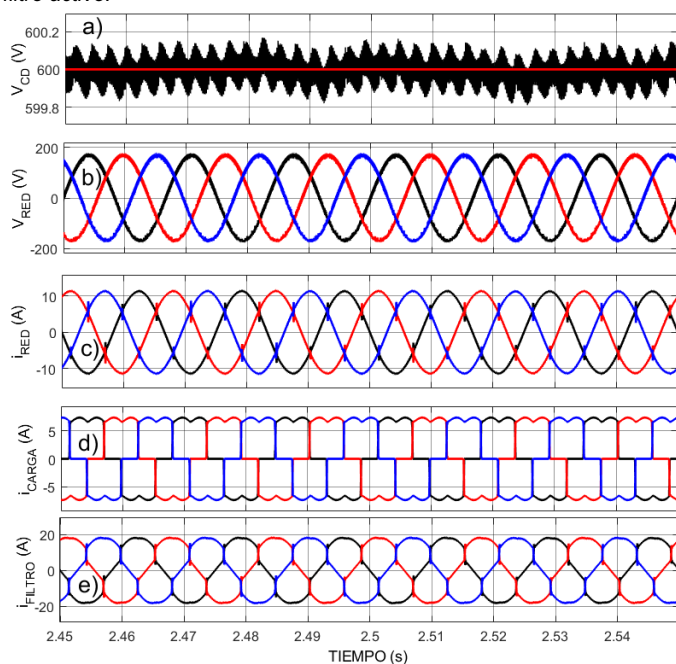 filtro activo.
a)
600.2
600
599.8
V_CD (V)
200
0
-200
b)
V_RED (V)
10
0
-10
c)
i_RED (A)
5
0
-5
d)
i_CARGA (A)
20
0
-20
e)
i_FILTRO (A)
2.45 2.46 2.47 2.48 2.49 2.5 2.51 2.52 2.53 2.54
TIEMPO (s)